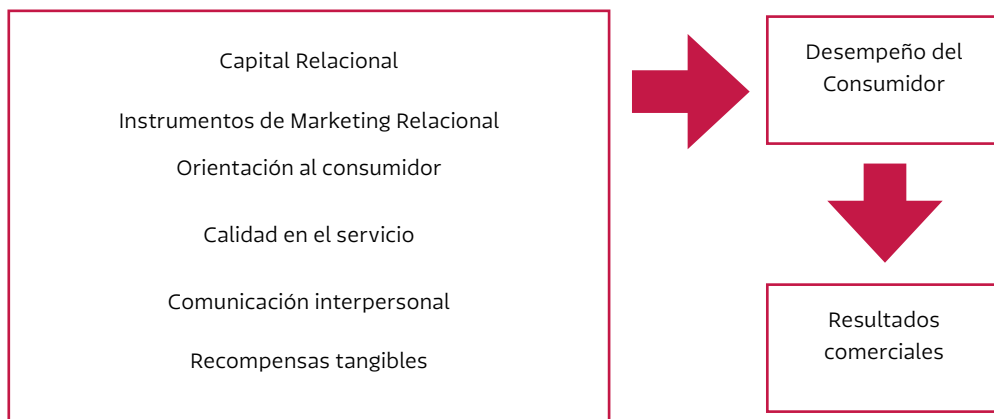 Capital Relacional
Instrumentos de Marketing Relacional
Orientación al consumidor
Calidad en el servicio
Comunicación interpersonal
Recompensas tangibles
Desempeño del
Consumidor
Resultados
comerciales